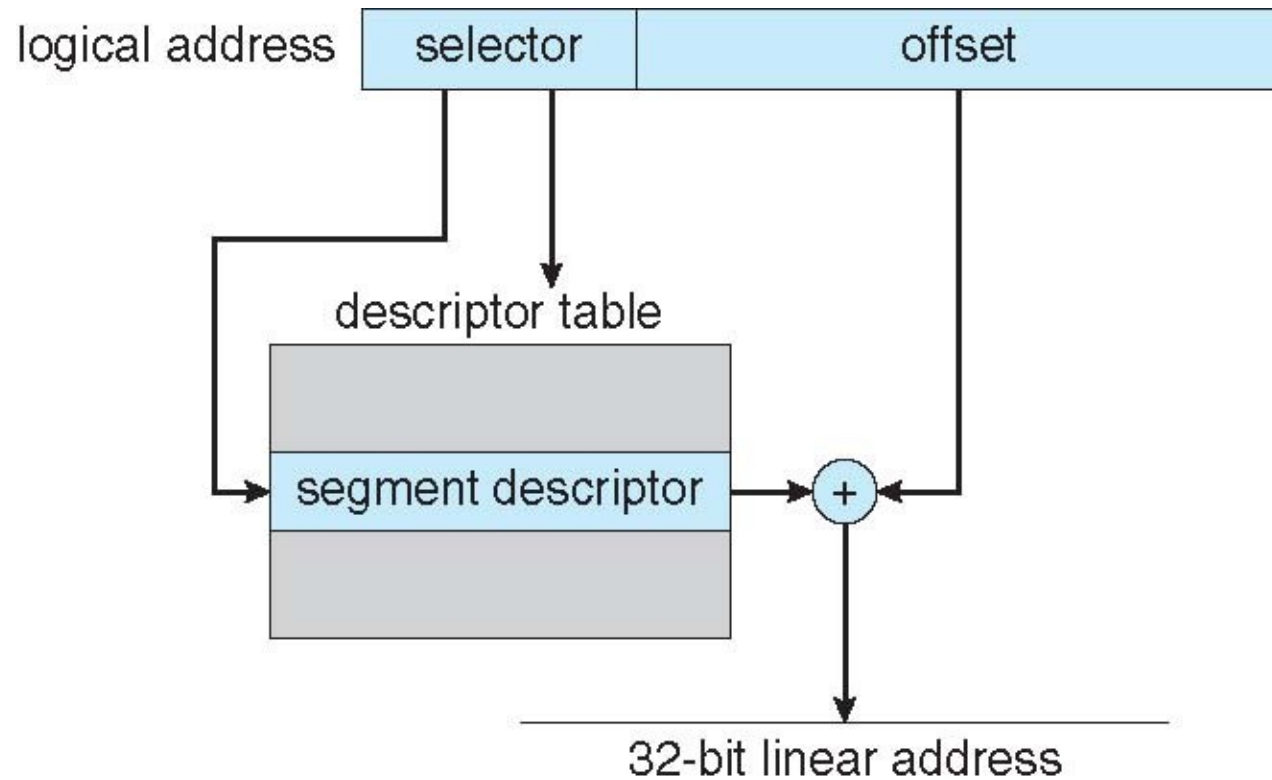 logical address selector offset
descriptor table
segment descriptor +
32-bit linear address